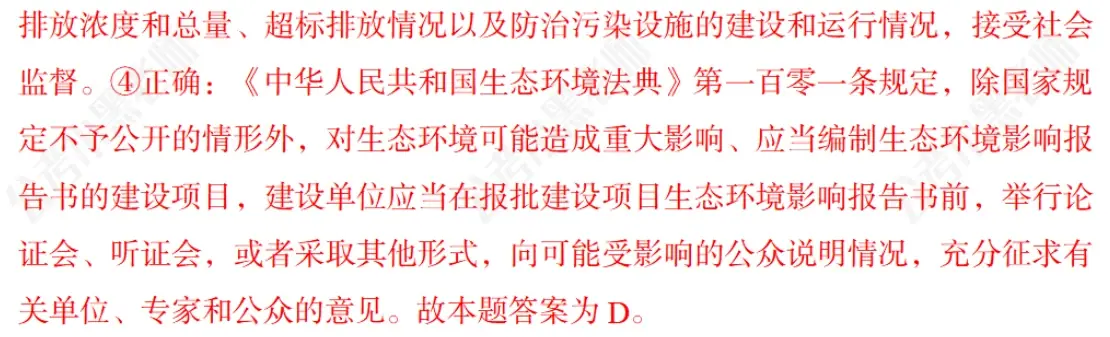 排放浓度和总量、超标排放情况以及防治污染设施的建设和运行情况，接受社会
监督。④正确：《中华人民共和国生态环境法典》第一百零一条规定，除国家规
定不予公开的情形外，对生态环境可能造成重大影响、应当编制生态环境影响报
告书的建设项目，建设单位应当在报批建设项目生态环境影响报告书前，举行论
证会、听证会，或者采取其他形式，向可能受影响的公众说明情况，充分征求有
关单位、专家和公众的意见。故本题答案为 D。